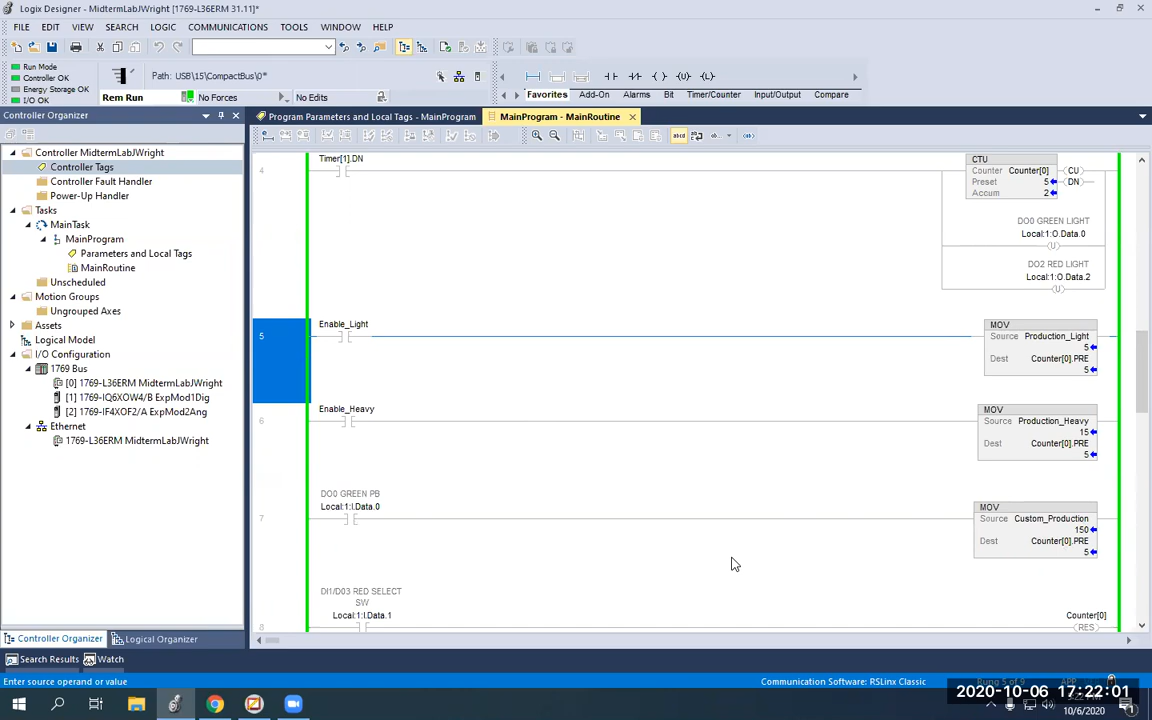 Logix Designer - MidtermLabJWright [1769-L36ERM 31.11]*
FILE EDIT VIEW SEARCH LOGIC COMMUNICATIONS TOOLS WINDOW HELP
Run Mode
Controller OK
Energy Storage OK
I/O OK
Path: USB\15\CompactBus\0*
Rem Run No Forces No Edits
Favorites Add-On Alarms Bit Timer/Counter Input/Output Compare
Controller Organizer
Program Parameters and Local Tags - MainProgram
MainProgram - MainRoutine
Controller MidtermLabJWright
Controller Tags
Controller Fault Handler
Power-Up Handler
Tasks
MainTask
MainProgram
Parameters and Local Tags
MainRoutine
Unscheduled
Motion Groups
Ungrouped Axes
Assets
Logical Model
I/O Configuration
1769 Bus
[0] 1769-L36ERM MidtermLabJWright
[1] 1769-IQ6XOW4/B ExpMod1Dig
[2] 1769-IF4XOF2/A ExpMod2Ang
Ethernet
1769-L36ERM MidtermLabJWright
4
Timer[1].DN
CTU
Counter Counter[0]
Preset 5
Accum 2
CU
DN
DO0 GREEN LIGHT
Local:1:O.Data.0
U
DO2 RED LIGHT
Local:1:O.Data.2
U
5
Enable_Light
MOV
Source Production_Light
5
Dest Counter[0].PRE
5
6
Enable_Heavy
MOV
Source Production_Heavy
15
Dest Counter[0].PRE
5
7
DO0 GREEN PB
Local:1:I.Data.0
MOV
Source Custom_Production
150
Dest Counter[0].PRE
5
8
DI1/D03 RED SELECT
SW
Local:1:I.Data.1
Counter[0]
RES
Controller Organizer Logical Organizer
Search Results Watch
Enter source operand or value
Communication Software: RSLinx Classic
Rung 5 of 9
APP
2020-10-06 17:22:01
10/6/2020